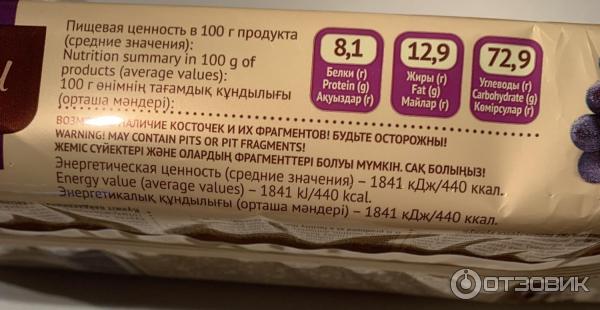 Пищевая ценность в 100 г продукта
(средние значения):
Nutrition summary in 100 g of
products (average values):
100 г өнімнің тағамдық құндылығы
(орташа мәндері):
8,1
Белки (г)
Protein (g)
Ақуыздар (г)
12,9
Жиры (г)
Fat (g)
Майлар (г)
72,9
Углеводы (г)
Carbohydrate (g)
Көмірсулар (г)
НАЛИЧИЕ КОСТОЧЕК И ИХ ФРАГМЕНТОВ! БУДЬТЕ ОСТОРОЖНЫ!
WARNING! MAY CONTAIN PITS OR PIT FRAGMENTS!
ЖЕМІС СҮЙЕКТЕРІ ЖӘНЕ ОЛАРДЫҢ ФРАГМЕНТТЕРІ БОЛУЫ МҮМКІН. САҚ БОЛЫҢЫЗ!
Энергетическая ценность (средние значения) – 1841 кДж/440 ккал.
Energy value (average values) – 1841 kJ/440 kcal.
Энергетикалық құндылығы (орташа мәндері) – 1841 кДж/440 ккал.
ОТЗОВИК